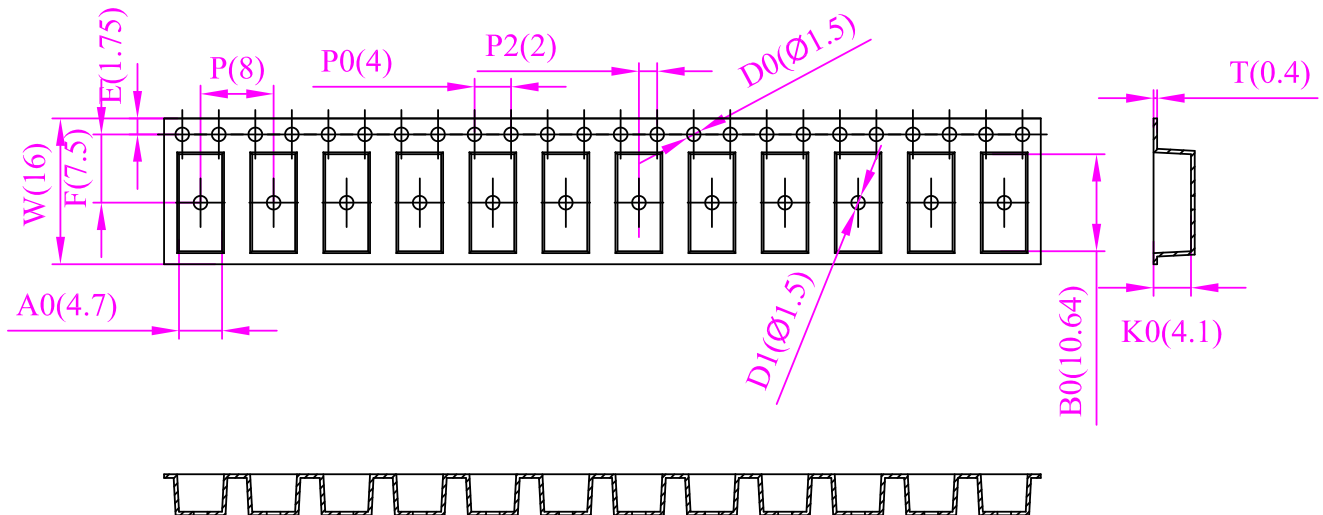 E(1.75)
P(8)
P0(4)
P2(2)
D0(Ø1.5)
T(0.4)
W(16)
F(7.5)
A0(4.7)
D1(Ø1.5)
B0(10.64)
K0(4.1)